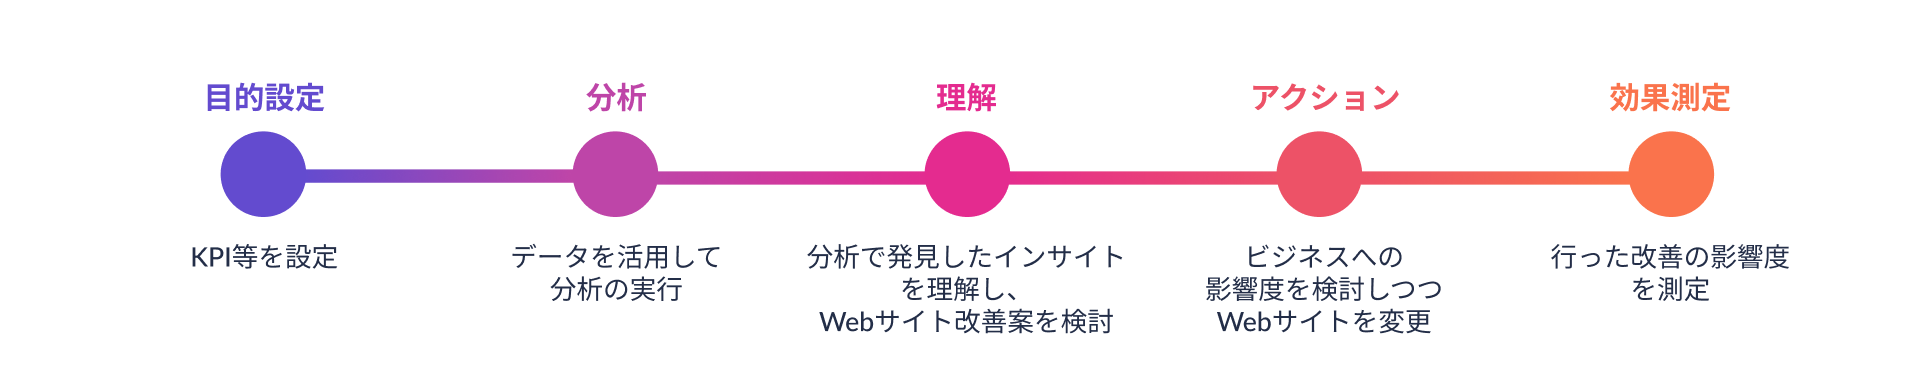 目的設定
KPI等を設定
分析
データを活用して
分析の実行
理解
分析で発見したインサイト
を理解し、
Webサイト改善案を検討
アクション
ビジネスへの
影響度を検討しつつ
Webサイトを変更
効果測定
行った改善の影響度
を測定